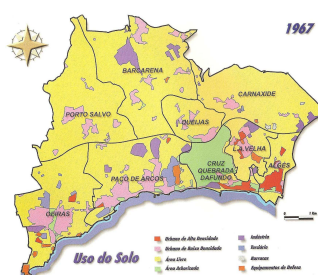 1967
BARCARENA
CARNAXIDE
PORTO SALVO
QUEIJAS
CRUZ
QUEBRADA
DAFUNDO
A.VELHA
ALGÉS
PAÇO DE ARCOS
OEIRAS
Uso do Solo
Urbano de Alta Densidade
Urbano de Baixa Densidade
Área Livre
Área Arborizada
Indústria
Terciário
Barracas
Equipamentos de Defesa